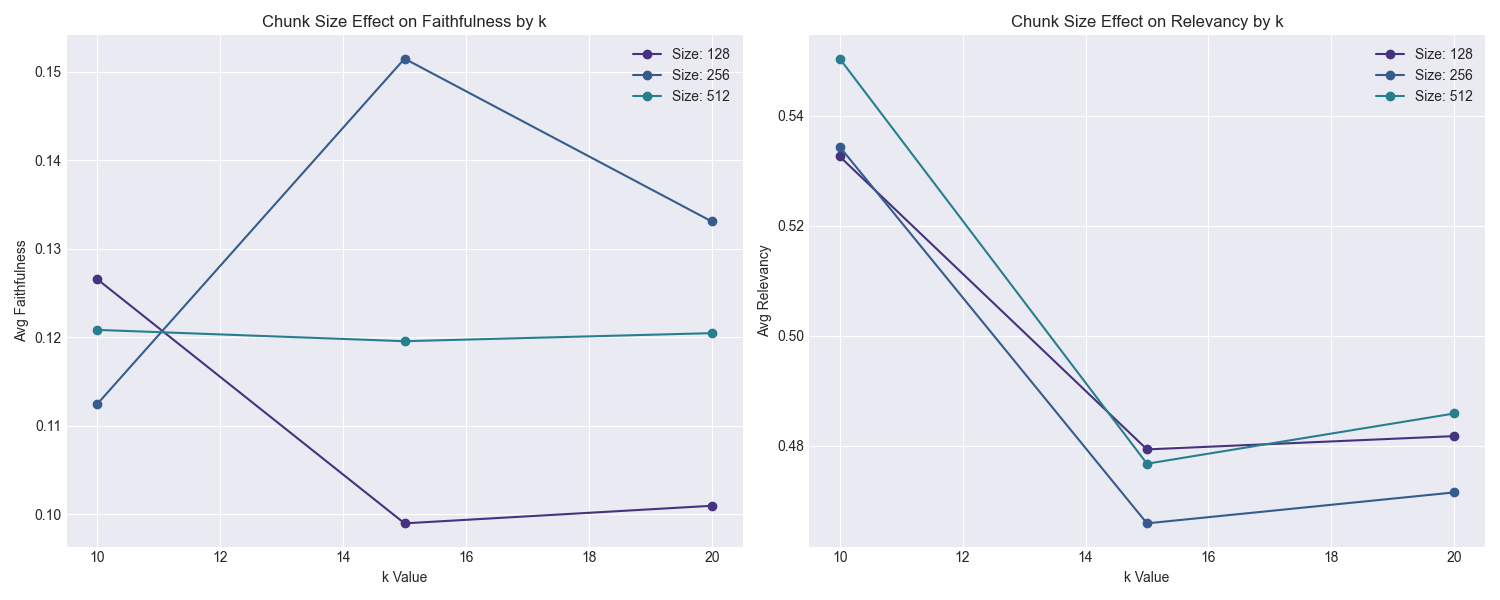 Chunk Size Effect on Faithfulness by k
Size: 128
Size: 256
Size: 512
0.15
0.14
0.13
0.12
0.11
0.10
Avg Faithfulness
10 12 14 16 18 20
k Value
Chunk Size Effect on Relevancy by k
Size: 128
Size: 256
Size: 512
0.54
0.52
0.50
0.48
Avg Relevancy
10 12 14 16 18 20
k Value